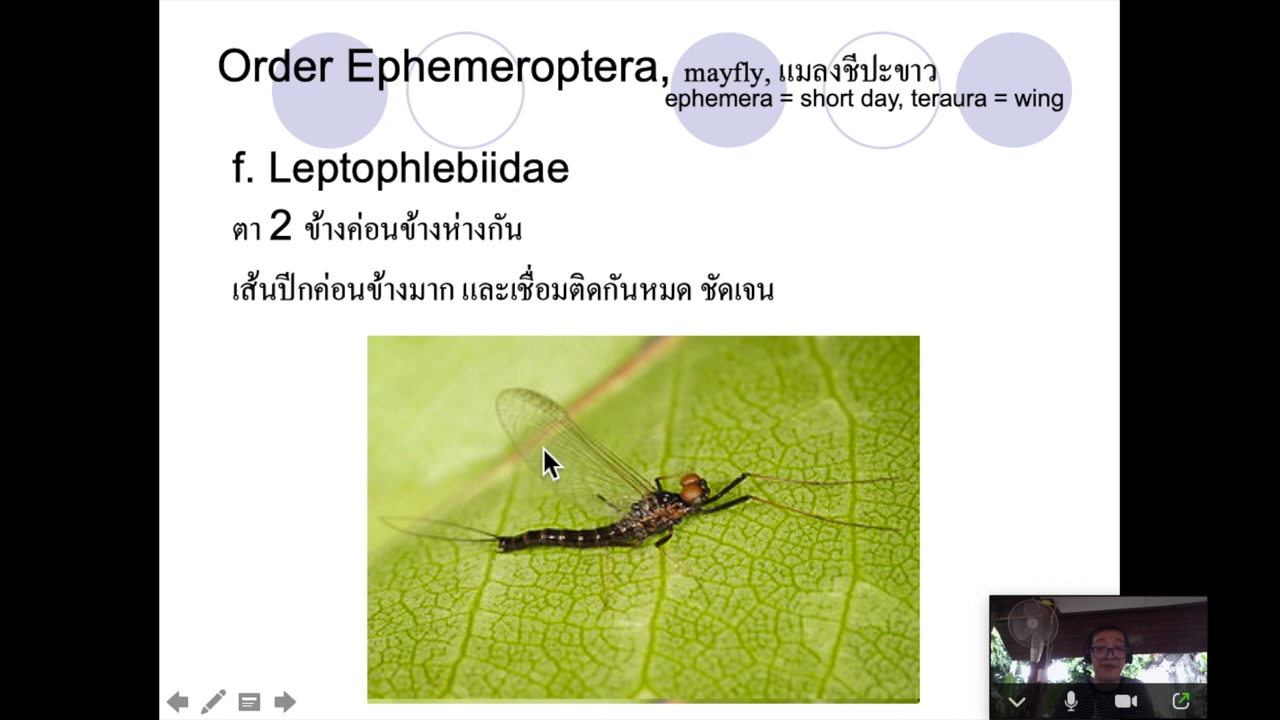 Order Ephemeroptera, mayfly, แมลงชีปะขาว
ephemera = short day, teraura = wing
f. Leptophlebiidae
ตา 2 ข้างค่อนข้างห่างกัน
เส้นปีกค่อนข้างมาก และเชื่อมติดกันหมด ชัดเจน